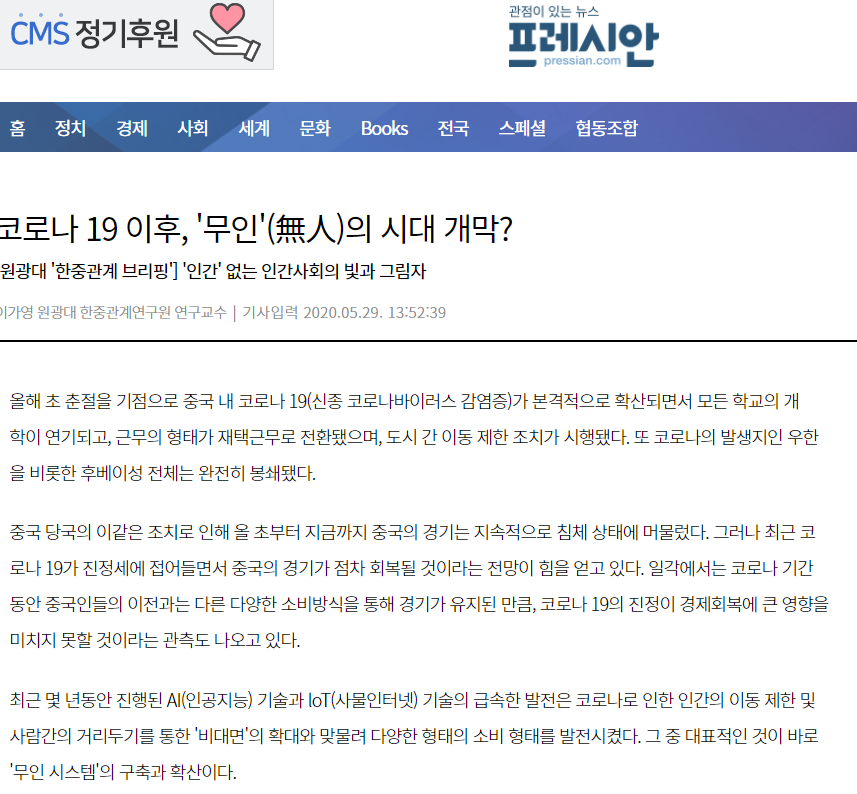 CMS 정기후원
관점이 있는 뉴스
프레시안
pressian.com
홈 정치 경제 사회 세계 문화 Books 전국 스페셜 협동조합
코로나 19 이후, '무인'(無人)의 시대 개막?
원광대 '한중관계 브리핑'] '인간' 없는 인간사회의 빛과 그림자
이가영 원광대 한중관계연구원 연구교수 | 기사입력 2020.05.29. 13:52:39
올해 초 춘절을 기점으로 중국 내 코로나 19(신종 코로나바이러스 감염증)가 본격적으로 확산되면서 모든 학교의 개
학이 연기되고, 근무의 형태가 재택근무로 전환됐으며, 도시 간 이동 제한 조치가 시행됐다. 또 코로나의 발생지인 우한
을 비롯한 후베이성 전체는 완전히 봉쇄됐다.
중국 당국의 이같은 조치로 인해 올 초부터 지금까지 중국의 경기는 지속적으로 침체 상태에 머물렀다. 그러나 최근 코
로나 19가 진정세에 접어들면서 중국의 경기가 점차 회복될 것이라는 전망이 힘을 얻고 있다. 일각에서는 코로나 기간
동안 중국인들의 이전과는 다른 다양한 소비방식을 통해 경기가 유지된 만큼, 코로나 19의 진정이 경제회복에 큰 영향을
미치지 못할 것이라는 관측도 나오고 있다.
최근 몇 년동안 진행된 AI(인공지능) 기술과 IoT(사물인터넷) 기술의 급속한 발전은 코로나로 인한 인간의 이동 제한 및
사람간의 거리두기를 통한 '비대면'의 확대와 맞물려 다양한 형태의 소비 형태를 발전시켰다. 그 중 대표적인 것이 바로
'무인 시스템'의 구축과 확산이다.